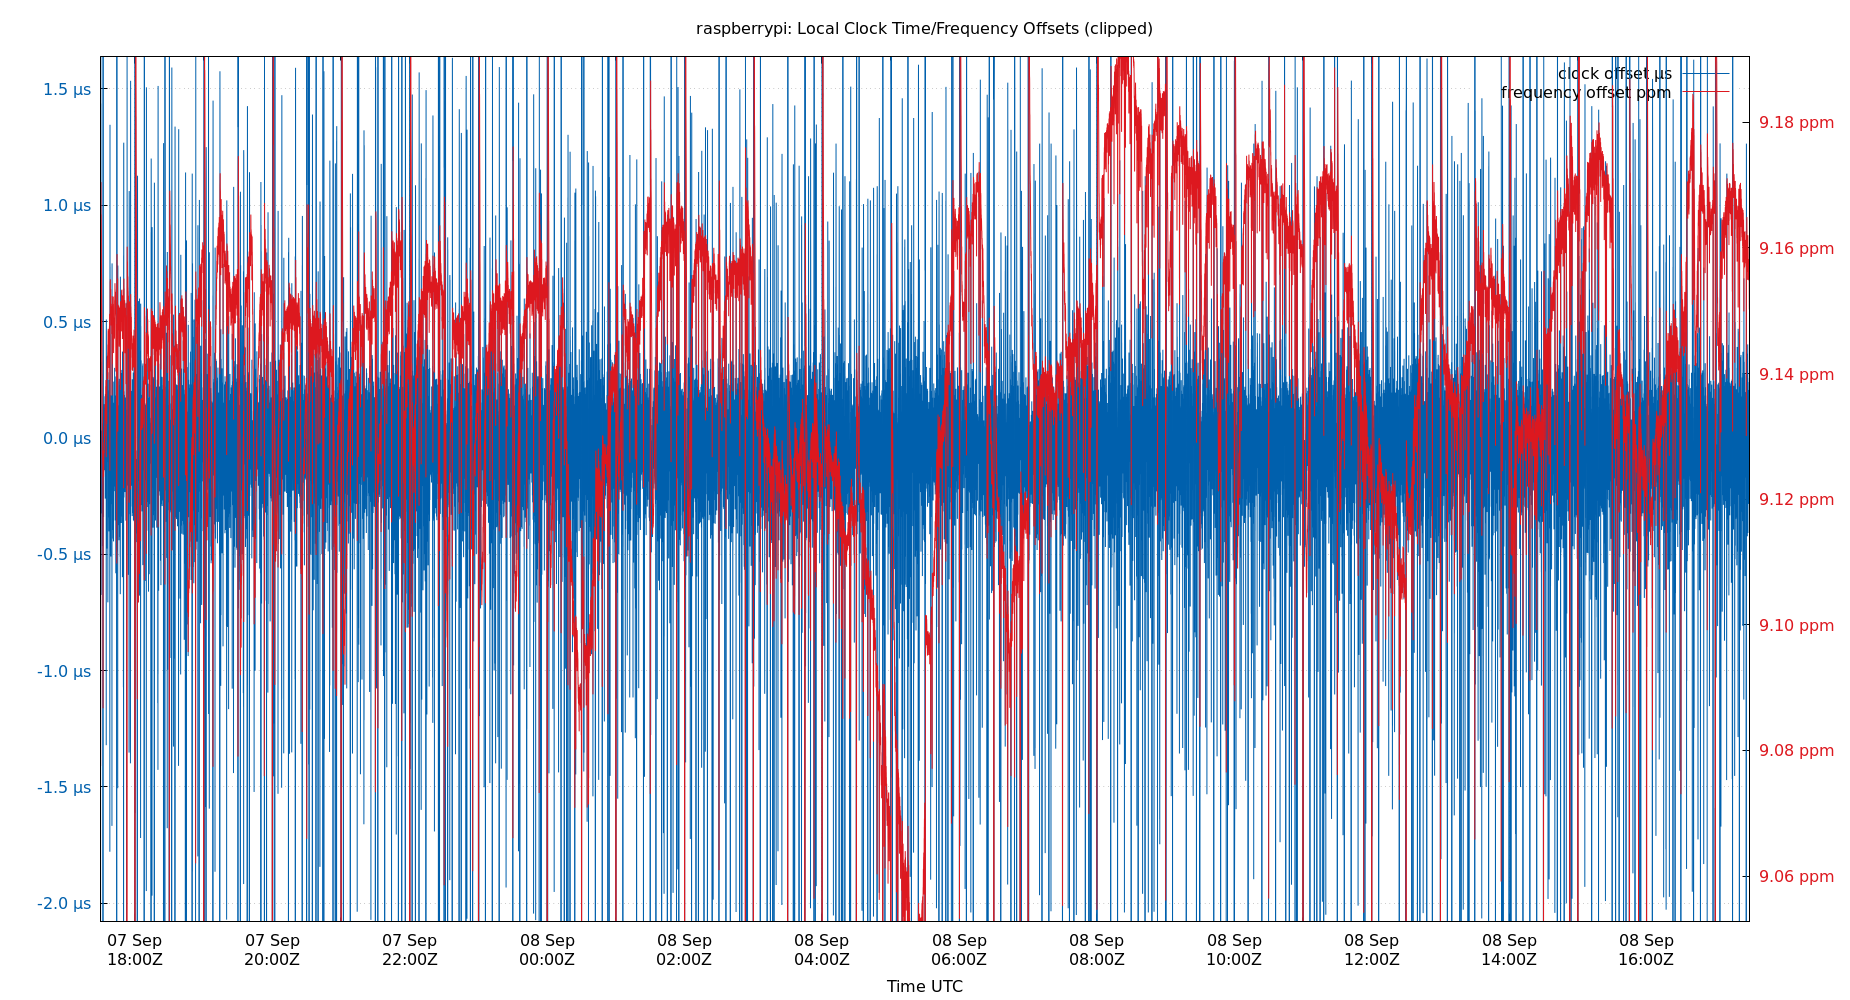 raspberrypi: Local Clock Time/Frequency Offsets (clipped)
clock offset µs
frequency offset ppm
1.5 µs
1.0 µs
0.5 µs
0.0 µs
-0.5 µs
-1.0 µs
-1.5 µs
-2.0 µs
9.18 ppm
9.16 ppm
9.14 ppm
9.12 ppm
9.10 ppm
9.08 ppm
9.06 ppm
07 Sep 07 Sep 07 Sep 08 Sep 08 Sep 08 Sep 08 Sep 08 Sep 08 Sep 08 Sep 08 Sep 08 Sep
18:00Z 20:00Z 22:00Z 00:00Z 02:00Z 04:00Z 06:00Z 08:00Z 10:00Z 12:00Z 14:00Z 16:00Z
Time UTC